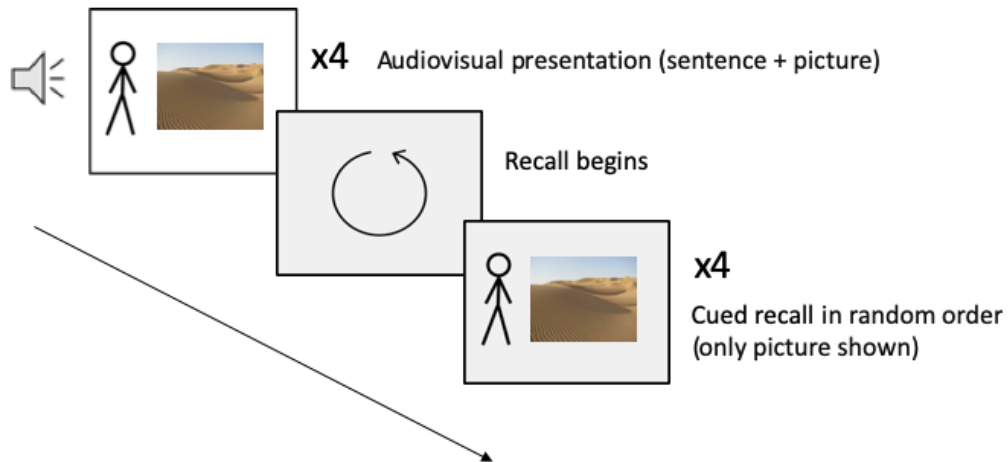 x4 Audiovisual presentation (sentence + picture)
Recall begins
x4
Cued recall in random order
(only picture shown)